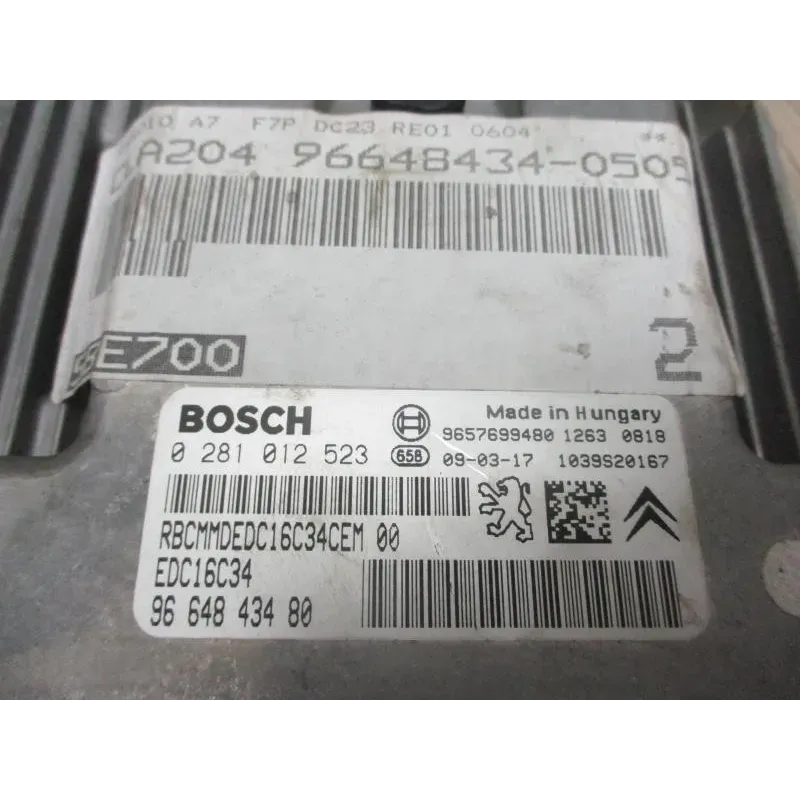 A7 F7P DC23 RE01 0604 **
A204 96648434-0505
E700
2
BOSCH
0 281 012 523
658
Made in Hungary
9657699480 1263 0818
09-03-17 1039S20167
RBCMMDEDC16C34CEM 00
EDC16C34
96 648 434 80